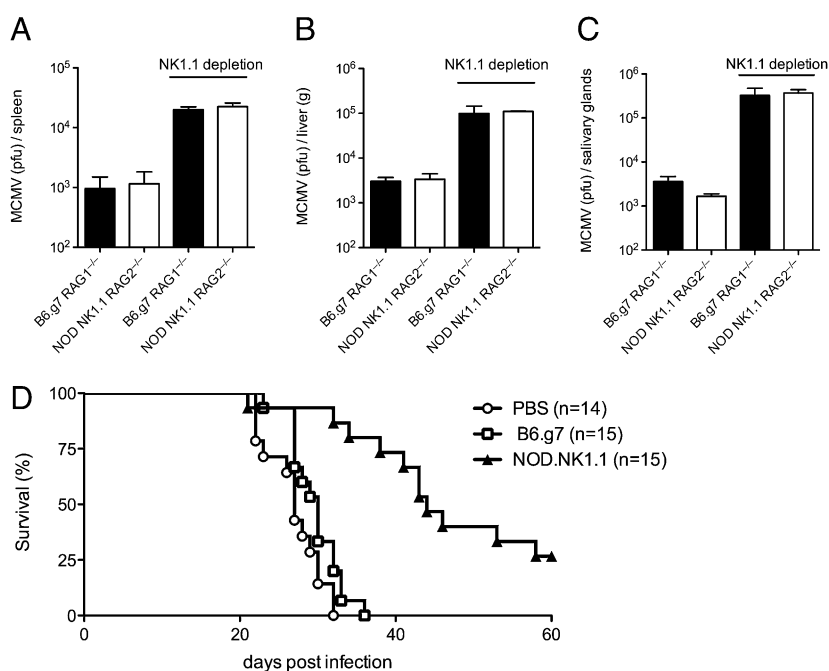 A
NK1.1 depletion
MCMV (pfu) / spleen
10⁵
10⁴
10³
10²
B6.g7 RAG1⁻/⁻
NOD NK1.1 RAG2⁻/⁻
B6.g7 RAG1⁻/⁻
NOD NK1.1 RAG2⁻/⁻
B
NK1.1 depletion
MCMV (pfu) / liver (g)
10⁶
10⁵
10⁴
10³
10²
B6.g7 RAG1⁻/⁻
NOD NK1.1 RAG2⁻/⁻
B6.g7 RAG1⁻/⁻
NOD NK1.1 RAG2⁻/⁻
C
NK1.1 depletion
MCMV (pfu) / salivary glands
10⁶
10⁵
10⁴
10³
10²
B6.g7 RAG1⁻/⁻
NOD NK1.1 RAG2⁻/⁻
B6.g7 RAG1⁻/⁻
NOD NK1.1 RAG2⁻/⁻
D
Survival (%)
100
75
50
25
0
0
20
40
60
days post infection
PBS (n=14)
B6.g7 (n=15)
NOD.NK1.1 (n=15)